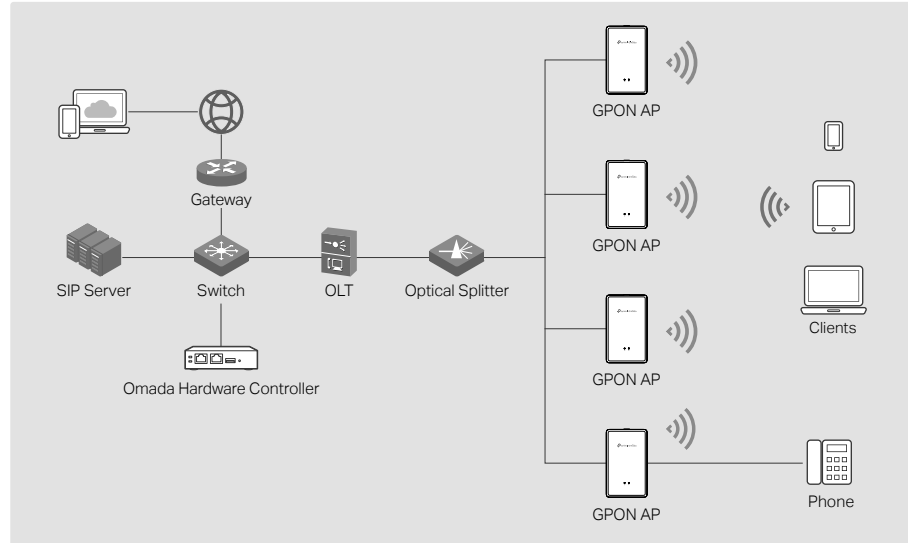 GPON AP
Gateway
GPON AP
SIP Server
Switch
OLT
Optical Splitter
Clients
Omada Hardware Controller
GPON AP
Phone
GPON AP